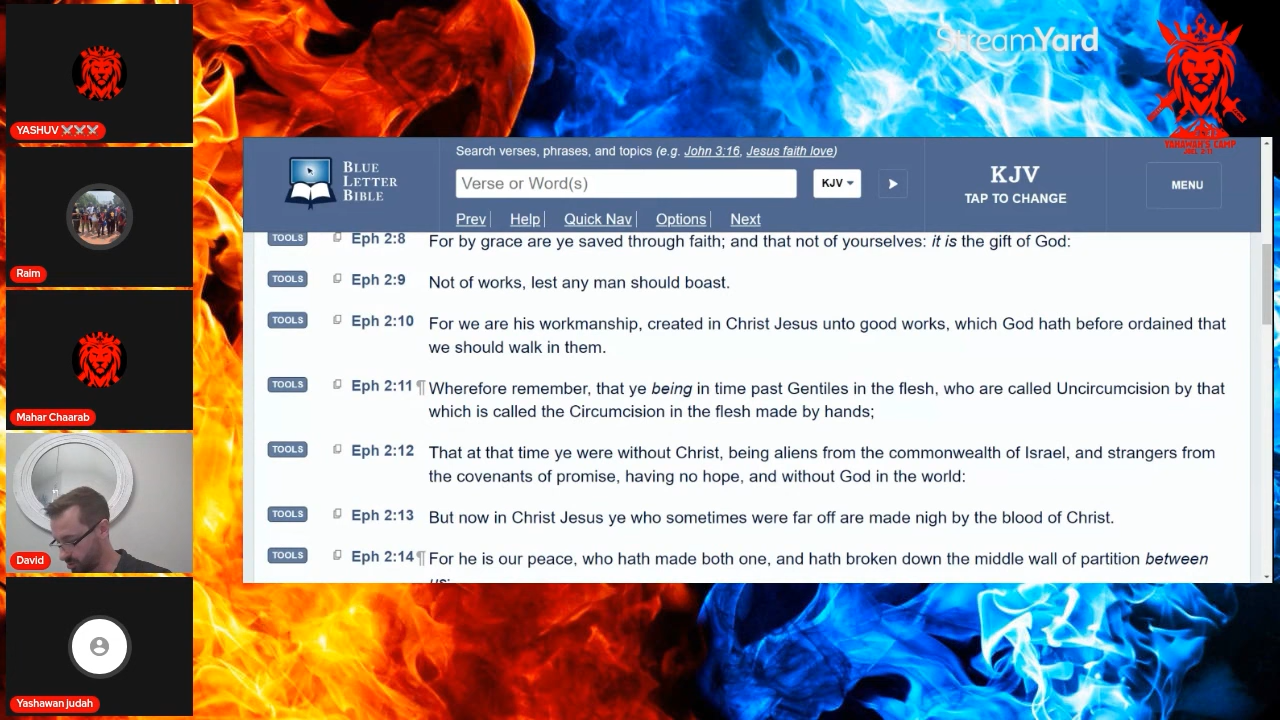 StreamYard
YAHAWAH'S CAMP
JOEL 2:11
YASHUV ⚔⚔⚔
Raim
Mahar Chaarab
David
Yashawan judah
BLUE
LETTER
BIBLE
Search verses, phrases, and topics (e.g. John 3:16, Jesus faith love)
Verse or Word(s)
KJV
Prev | Help | Quick Nav | Options | Next
KJV
TAP TO CHANGE
MENU
TOOLS Eph 2:8 For by grace are ye saved through faith; and that not of yourselves: it is the gift of God:
TOOLS Eph 2:9 Not of works, lest any man should boast.
TOOLS Eph 2:10 For we are his workmanship, created in Christ Jesus unto good works, which God hath before ordained that
we should walk in them.
TOOLS Eph 2:11 ¶ Wherefore remember, that ye being in time past Gentiles in the flesh, who are called Uncircumcision by that
which is called the Circumcision in the flesh made by hands;
TOOLS Eph 2:12 That at that time ye were without Christ, being aliens from the commonwealth of Israel, and strangers from
the covenants of promise, having no hope, and without God in the world:
TOOLS Eph 2:13 But now in Christ Jesus ye who sometimes were far off are made nigh by the blood of Christ.
TOOLS Eph 2:14 ¶ For he is our peace, who hath made both one, and hath broken down the middle wall of partition between
us;